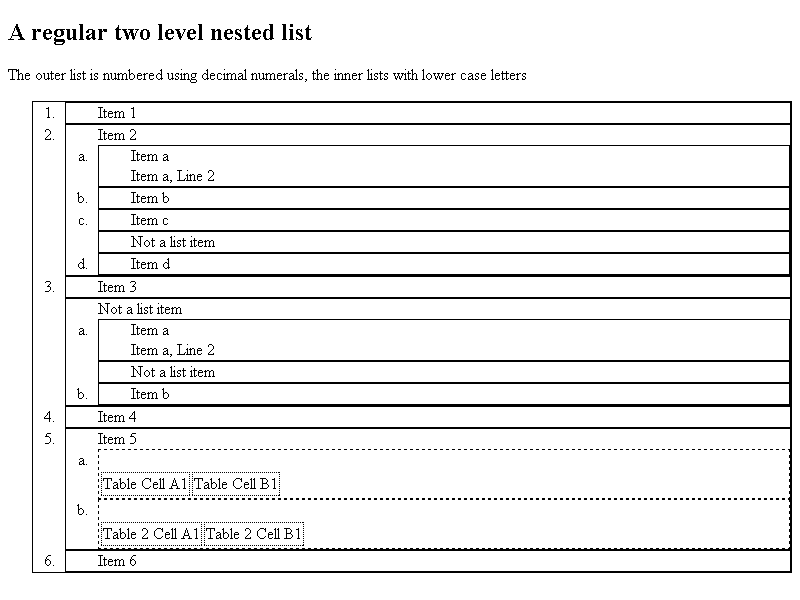 A regular two level nested list
The outer list is numbered using decimal numerals, the inner lists with lower case letters
1. Item 1
2. Item 2
a. Item a
Item a, Line 2
b. Item b
c. Item c
Not a list item
d. Item d
3. Item 3
Not a list item
a. Item a
Item a, Line 2
Not a list item
b. Item b
4. Item 4
5. Item 5
a.
Table Cell A1 Table Cell B1
b.
Table 2 Cell A1 Table 2 Cell B1
6. Item 6